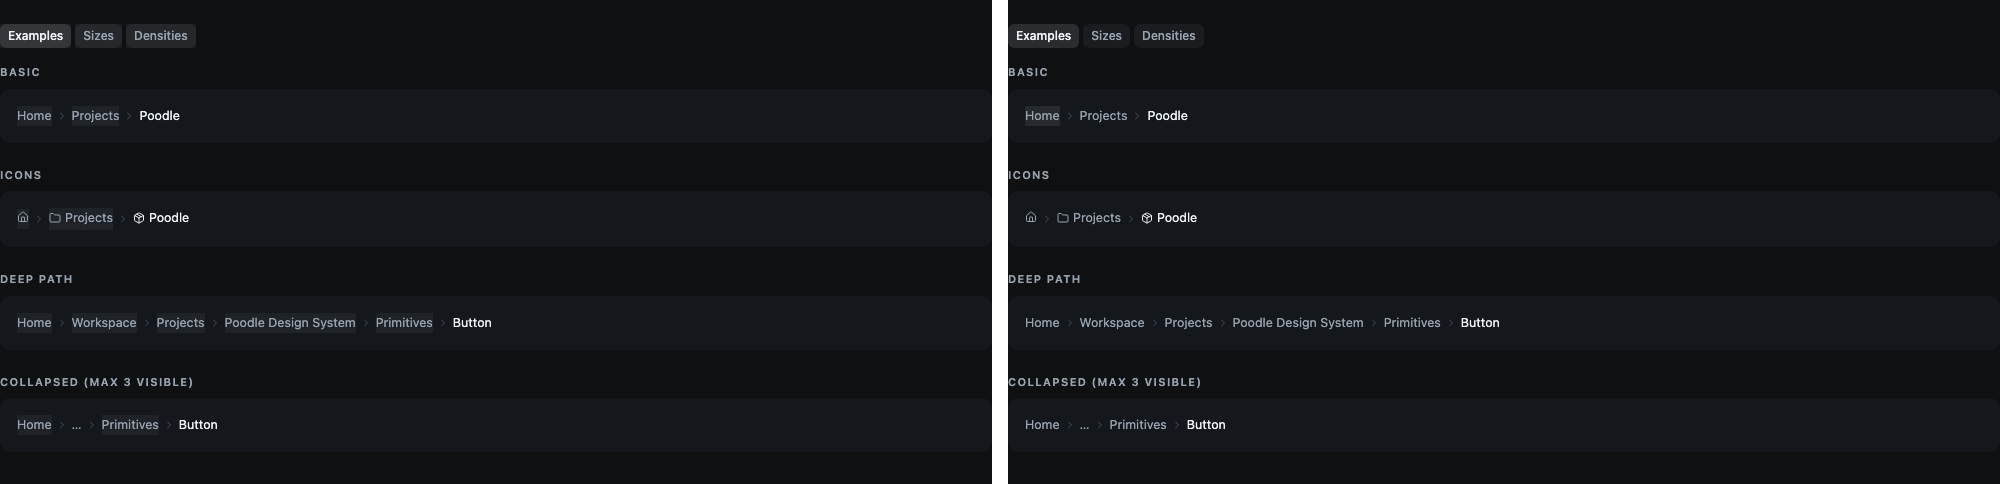 Examples Sizes Densities
BASIC
Home > Projects > Poodle
ICONS
> Projects > Poodle
DEEP PATH
Home > Workspace > Projects > Poodle Design System > Primitives > Button
COLLAPSED (MAX 3 VISIBLE)
Home > ... > Primitives > Button
Examples Sizes Densities
BASIC
Home > Projects > Poodle
ICONS
> Projects > Poodle
DEEP PATH
Home > Workspace > Projects > Poodle Design System > Primitives > Button
COLLAPSED (MAX 3 VISIBLE)
Home > ... > Primitives > Button